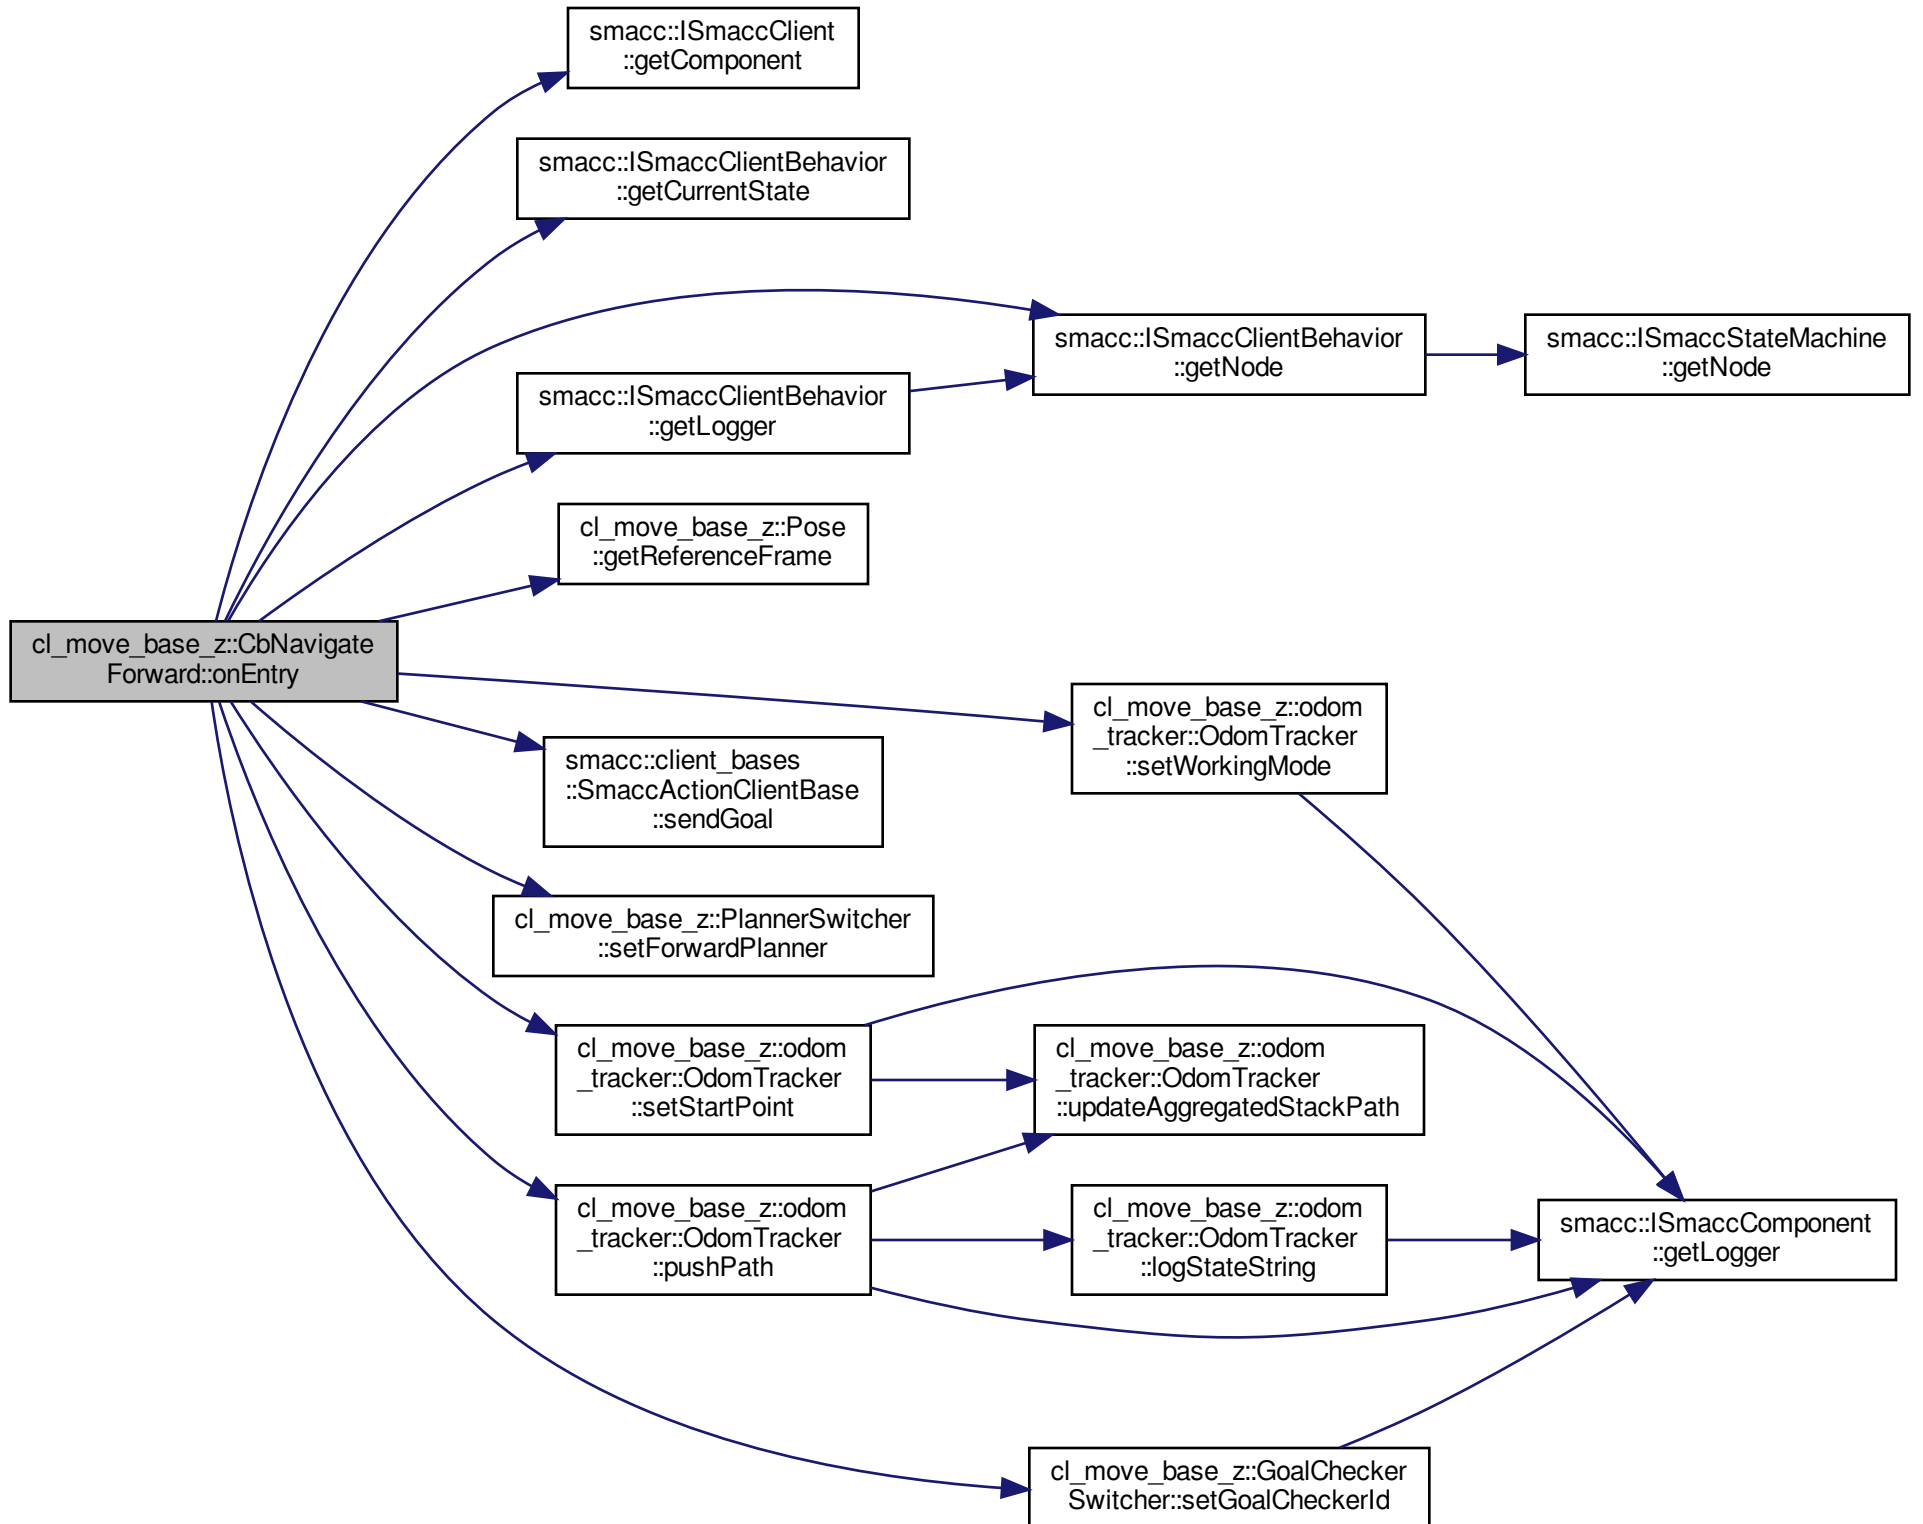 smacc::ISmaccClient
::getComponent
smacc::ISmaccClientBehavior
::getCurrentState
smacc::ISmaccClientBehavior
::getNode
smacc::ISmaccStateMachine
::getNode
smacc::ISmaccClientBehavior
::getLogger
cl_move_base_z::Pose
::getReferenceFrame
cl_move_base_z::CbNavigate
Forward::onEntry
cl_move_base_z::odom
_tracker::OdomTracker
::setWorkingMode
smacc::client_bases
::SmaccActionClientBase
::sendGoal
cl_move_base_z::PlannerSwitcher
::setForwardPlanner
cl_move_base_z::odom
_tracker::OdomTracker
::setStartPoint
cl_move_base_z::odom
_tracker::OdomTracker
::updateAggregatedStackPath
cl_move_base_z::odom
_tracker::OdomTracker
::pushPath
cl_move_base_z::odom
_tracker::OdomTracker
::logStateString
smacc::ISmaccComponent
::getLogger
cl_move_base_z::GoalChecker
Switcher::setGoalCheckerId